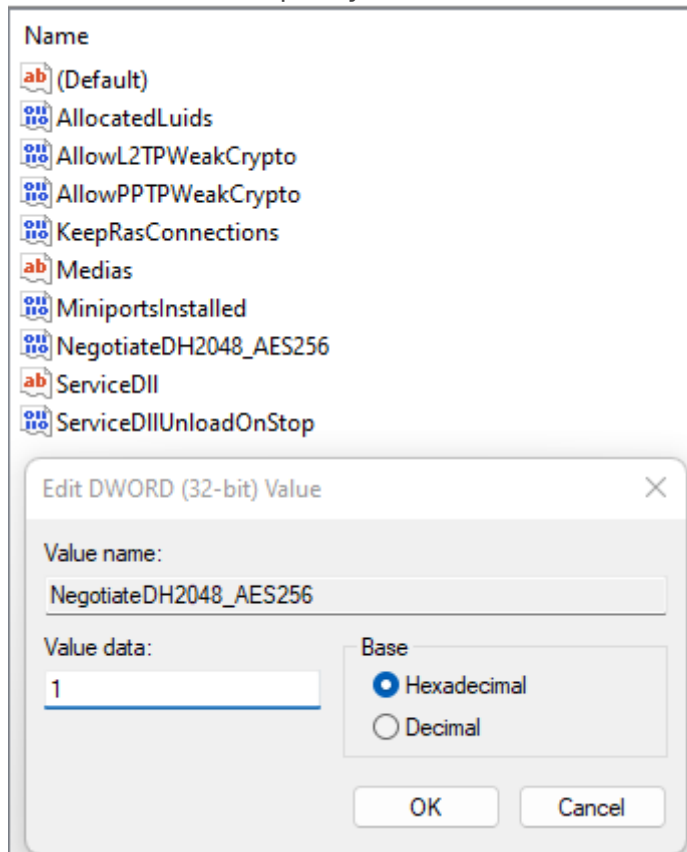 Name
(Default)
AllocatedLuids
AllowL2TPWeakCrypto
AllowPPTPWeakCrypto
KeepRasConnections
Medias
MiniportsInstalled
NegotiateDH2048_AES256
ServiceDll
ServiceDllUnloadOnStop
Edit DWORD (32-bit) Value
Value name:
NegotiateDH2048_AES256
Value data:
1
Base
Hexadecimal
Decimal
OK Cancel